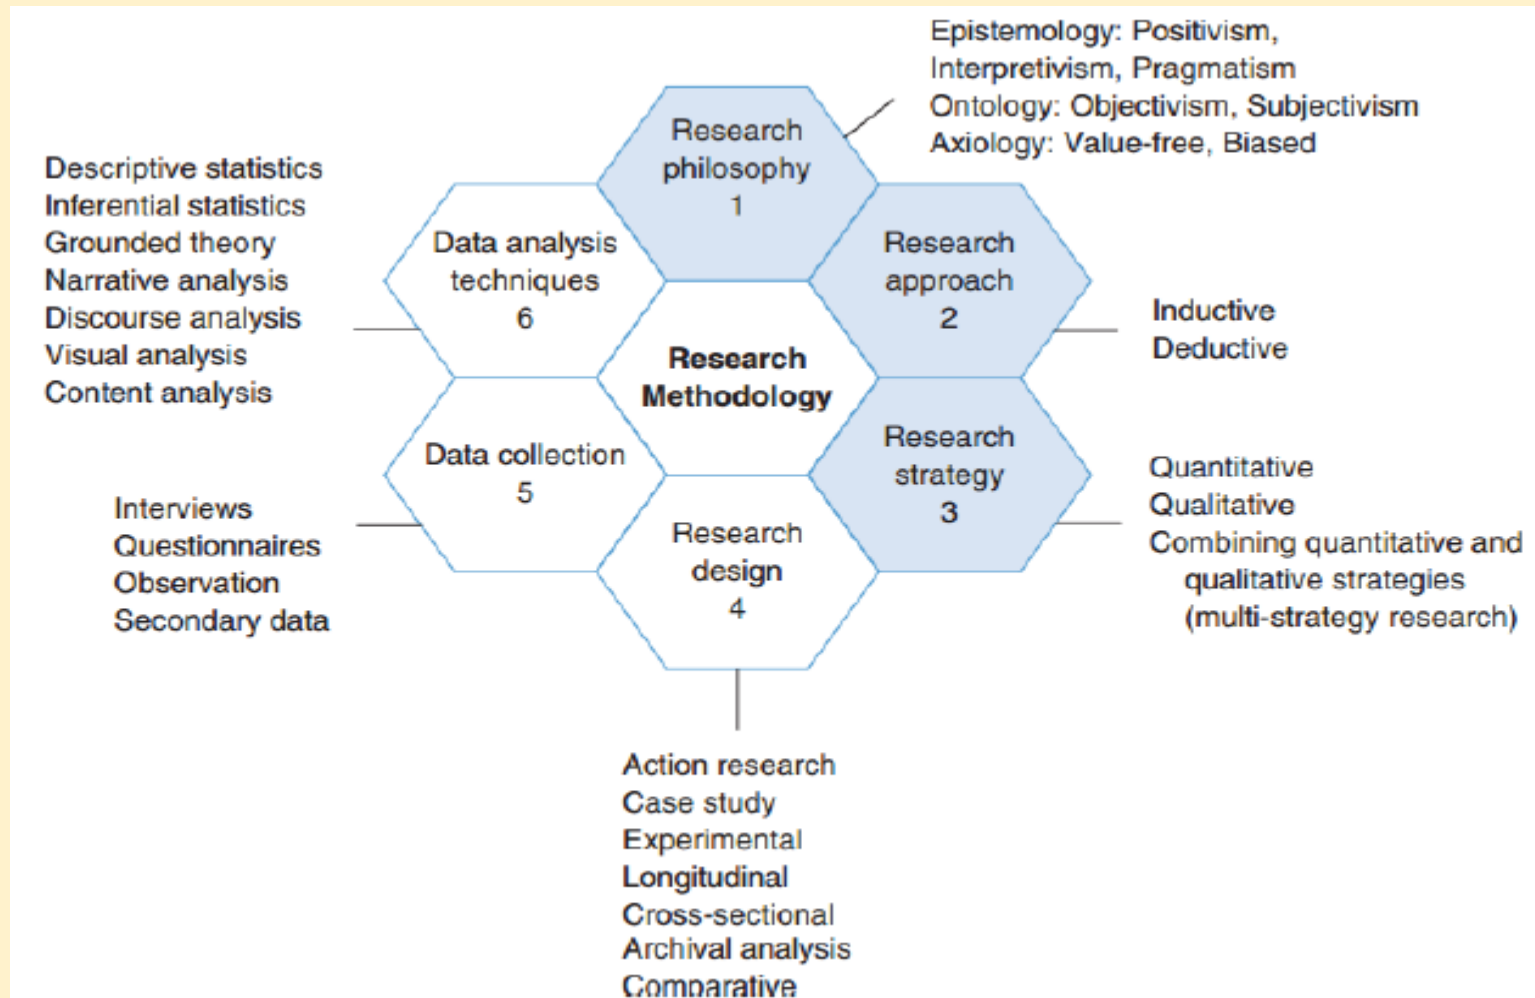 Epistemology: Positivism,
Interpretivism, Pragmatism
Ontology: Objectivism, Subjectivism
Axiology: Value-free, Biased
Research
philosophy
1
Research
approach
2
Inductive
Deductive
Research
strategy
3
Quantitative
Qualitative
Combining quantitative and
qualitative strategies
(multi-strategy research)
Research
design
4
Action research
Case study
Experimental
Longitudinal
Cross-sectional
Archival analysis
Comparative
Data collection
5
Interviews
Questionnaires
Observation
Secondary data
Data analysis
techniques
6
Descriptive statistics
Inferential statistics
Grounded theory
Narrative analysis
Discourse analysis
Visual analysis
Content analysis
Research
Methodology